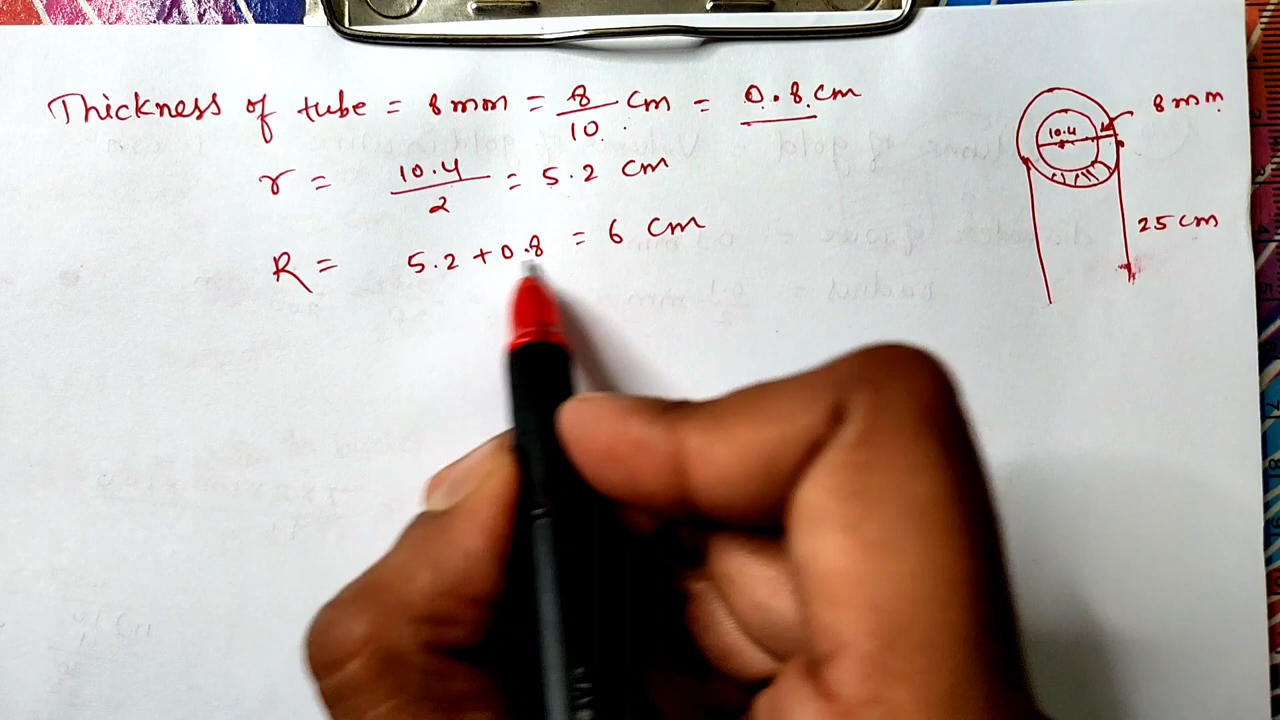 Thickness of tube = 8 mm = 8/10 cm = 0.8 cm
r = 10.4/2 = 5.2 cm
R = 5.2 + 0.8 = 6 cm
8 mm
10.4
25 cm